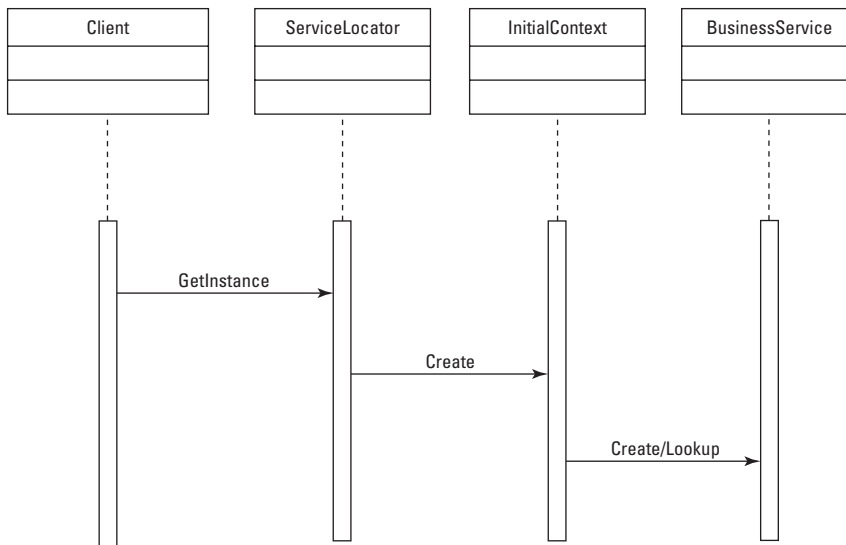 Client
ServiceLocator
InitialContext
BusinessService
GetInstance
Create
Create/Lookup